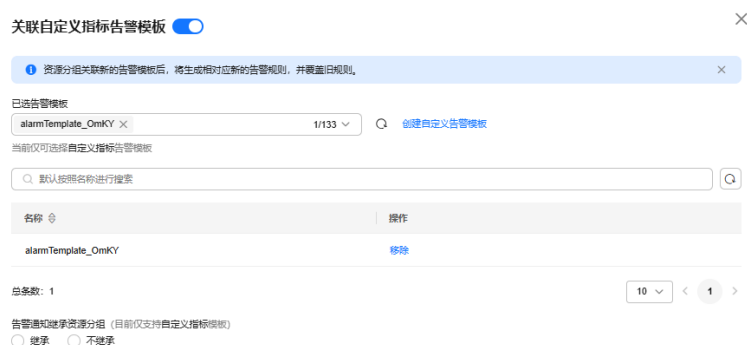 关联自定义指标告警模板
资源分组关联新的告警模板后，将生成相对应新的告警规则，并覆盖旧规则。
已选告警模板
alarmTemplate_OmKY 1/133 创建自定义告警模板
当前仅可选择自定义指标告警模板
默认按照名称进行搜索
名称 操作
alarmTemplate_OmKY 移除
总条数：1 10 1
告警通知继承资源分组 (目前仅支持自定义指标模板)
继承 不继承